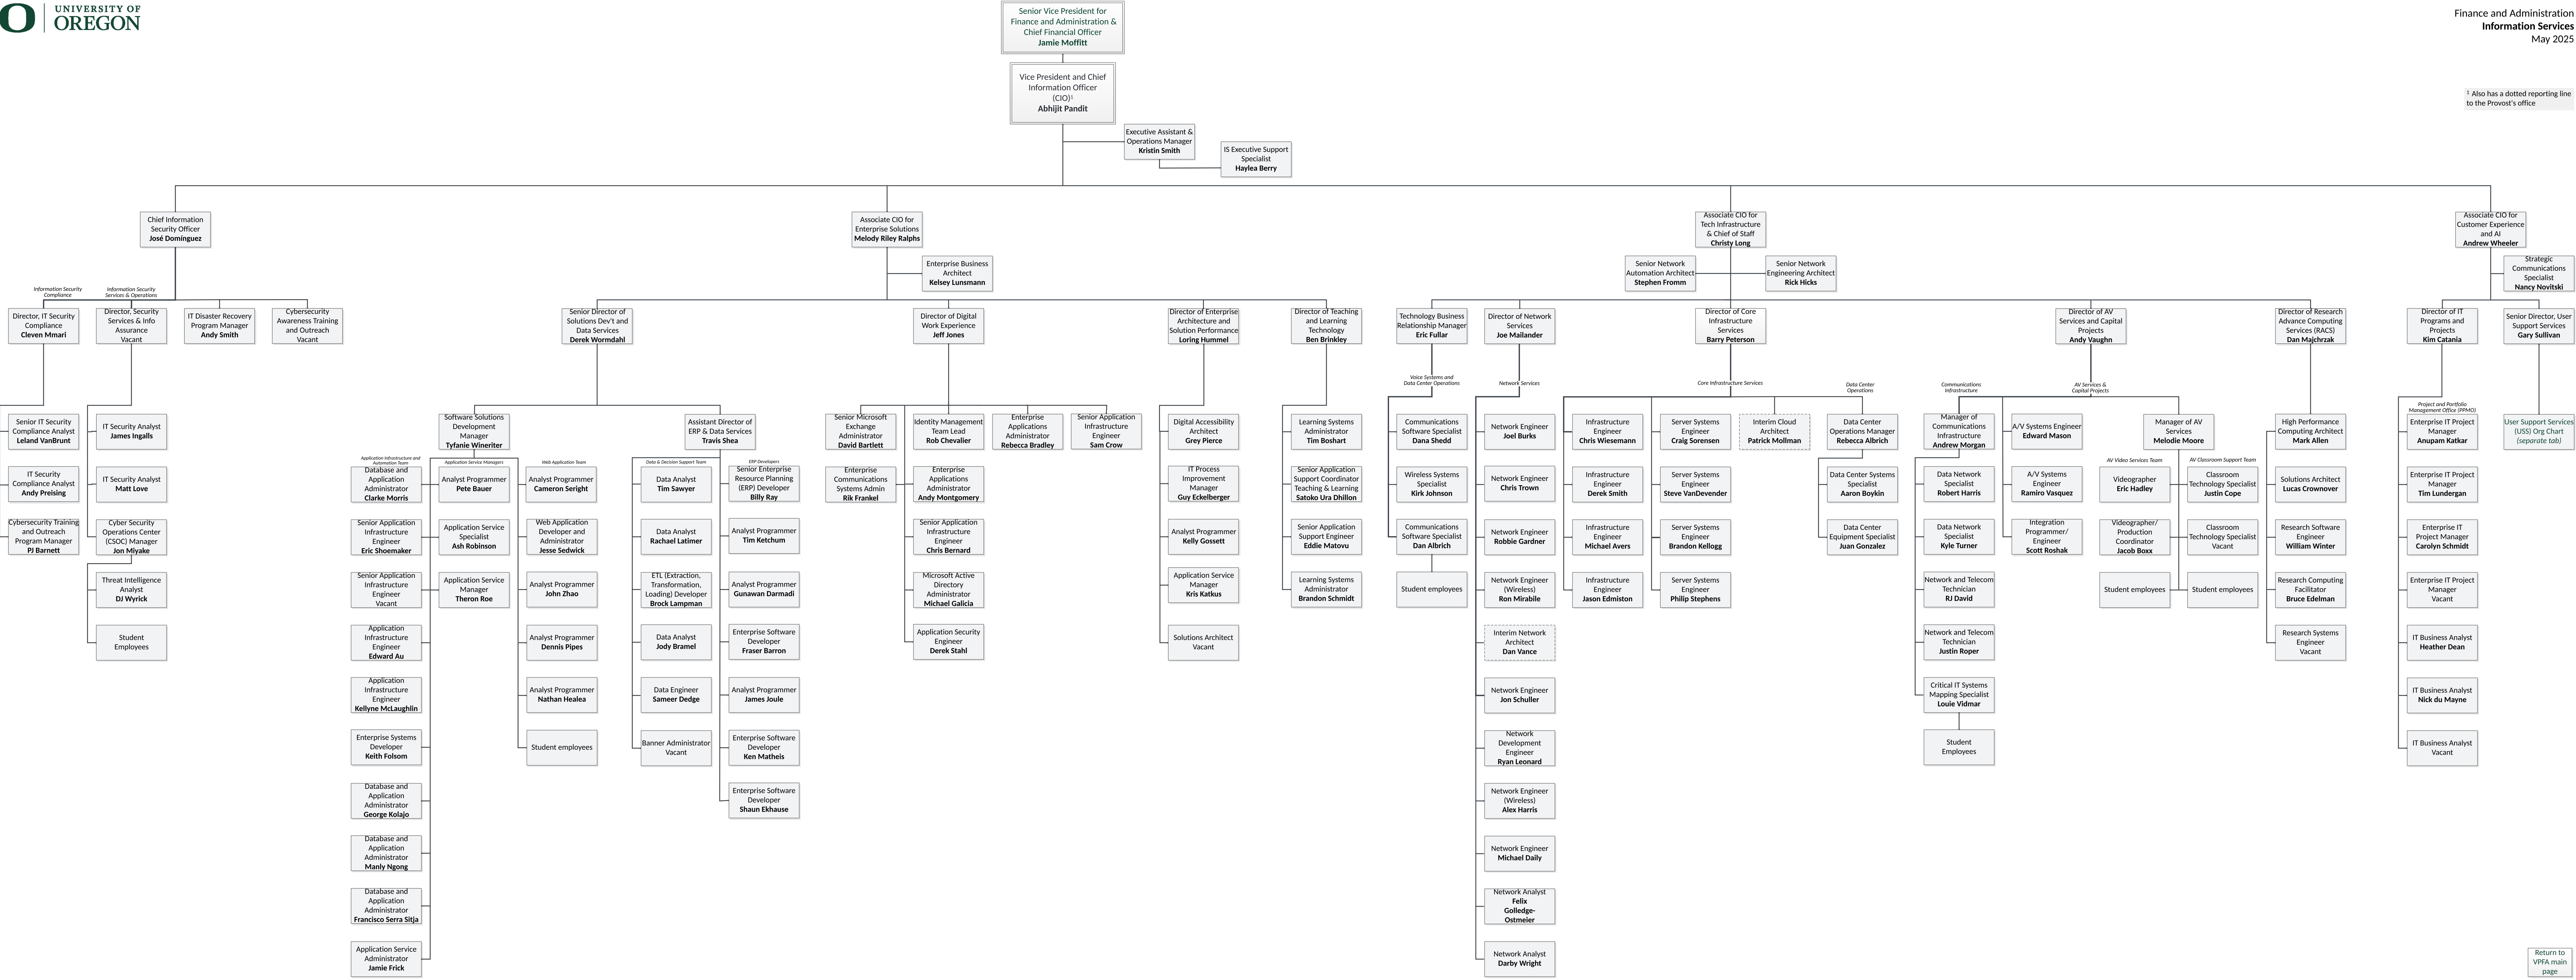 UNIVERSITY OF
OREGON
Senior Vice President for
Finance and Administration &
Chief Financial Officer
Jamie Moffitt
Finance and Administration
Information Services
May 2025
Vice President and Chief
Information Officer
(CIO)¹
Abhijit Pandit
¹ Also has a dotted reporting line
to the Provost's office
Executive Assistant &
Operations Manager
Kristin Smith
IS Executive Support
Specialist
Haylea Berry
Chief Information
Security Officer
José Domínguez
Associate CIO for
Enterprise Solutions
Melody Riley Ralphs
Associate CIO for
Tech Infrastructure
& Chief of Staff
Christy Long
Associate CIO for
Customer Experience
and AI
Andrew Wheeler
Enterprise Business
Architect
Kelsey Lunsmann
Senior Network
Automation Architect
Stephen Fromm
Senior Network
Engineering Architect
Rick Hicks
Strategic
Communications
Specialist
Nancy Novitski
Information Security
Compliance
Information Security
Services & Operations
Director, IT Security
Compliance
Cleven Mmari
Director, Security
Services & Info
Assurance
Vacant
IT Disaster Recovery
Program Manager
Andy Smith
Cybersecurity
Awareness Training
and Outreach
Vacant
Senior Director of
Solutions Dev't and
Data Services
Derek Wormdahl
Director of Digital
Work Experience
Jeff Jones
Director of Enterprise
Architecture and
Solution Performance
Loring Hummel
Director of Teaching
and Learning
Technology
Ben Brinkley
Technology Business
Relationship Manager
Eric Fullar
Director of Network
Services
Joe Mailander
Director of Core
Infrastructure
Services
Barry Peterson
Director of AV
Services and Capital
Projects
Andy Vaughn
Director of Research
Advance Computing
Services (RACS)
Dan Majchrzak
Director of IT
Programs and
Projects
Kim Catania
Senior Director, User
Support Services
Gary Sullivan
Voice Systems and
Data Center Operations
Network Services
Core Infrastructure Services
Data Center
Operations
Communications
Infrastructure
AV Services &
Capital Projects
Project and Portfolio
Management Office (PPMO)
Senior IT Security
Compliance Analyst
Leland VanBrunt
IT Security
Compliance Analyst
Andy Preising
Cybersecurity Training
and Outreach
Program Manager
PJ Barnett
IT Security Analyst
James Ingalls
IT Security Analyst
Matt Love
Cyber Security
Operations Center
(CSOC) Manager
Jon Miyake
Threat Intelligence
Analyst
DJ Wyrick
Student
Employees
Software Solutions
Development
Manager
Tyfanie Wineriter
Assistant Director of
ERP & Data Services
Travis Shea
Application Infrastructure and
Automation Team
Database and
Application
Administrator
Clarke Morris
Senior Application
Infrastructure
Engineer
Eric Shoemaker
Senior Application
Infrastructure
Engineer
Vacant
Application
Infrastructure
Engineer
Edward Au
Application
Infrastructure
Engineer
Kellyne McLaughlin
Enterprise Systems
Developer
Keith Folsom
Database and
Application
Administrator
George Kolajo
Database and
Application
Administrator
Manly Ngong
Database and
Application
Administrator
Francisco Serra Sitja
Application Service
Administrator
Jamie Frick
Application Service Managers
Analyst Programmer
Pete Bauer
Application Service
Specialist
Ash Robinson
Application Service
Manager
Theron Roe
Web Application Team
Analyst Programmer
Cameron Seright
Web Application
Developer and
Administrator
Jesse Sedwick
Analyst Programmer
John Zhao
Analyst Programmer
Dennis Pipes
Analyst Programmer
Nathan Healea
Student employees
Data & Decision Support Team
Data Analyst
Tim Sawyer
Data Analyst
Rachael Latimer
ETL (Extraction,
Transformation,
Loading) Developer
Brock Lampman
Data Analyst
Jody Bramel
Data Engineer
Sameer Dedge
Banner Administrator
Vacant
ERP Developers
Senior Enterprise
Resource Planning
(ERP) Developer
Billy Ray
Analyst Programmer
Tim Ketchum
Analyst Programmer
Gunawan Darmadi
Enterprise Software
Developer
Fraser Barron
Analyst Programmer
James Joule
Enterprise Software
Developer
Ken Matheis
Enterprise Software
Developer
Shaun Ekhause
Senior Microsoft
Exchange
Administrator
David Bartlett
Enterprise
Communications
Systems Admin
Rik Frankel
Identity Management
Team Lead
Rob Chevalier
Enterprise
Applications
Administrator
Andy Montgomery
Senior Application
Infrastructure
Engineer
Chris Bernard
Microsoft Active
Directory
Administrator
Michael Galicia
Application Security
Engineer
Derek Stahl
Enterprise
Applications
Administrator
Rebecca Bradley
Senior Application
Infrastructure
Engineer
Sam Crow
Digital Accessibility
Architect
Grey Pierce
IT Process
Improvement
Manager
Guy Eckelberger
Analyst Programmer
Kelly Gossett
Application Service
Manager
Kris Katkus
Solutions Architect
Vacant
Learning Systems
Administrator
Tim Boshart
Senior Application
Support Coordinator
Teaching & Learning
Satoko Ura Dhillon
Senior Application
Support Engineer
Eddie Matovu
Learning Systems
Administrator
Brandon Schmidt
Communications
Software Specialist
Dana Shedd
Wireless Systems
Specialist
Kirk Johnson
Communications
Software Specialist
Dan Albrich
Student employees
Network Engineer
Joel Burks
Network Engineer
Chris Trown
Network Engineer
Robbie Gardner
Network Engineer
(Wireless)
Ron Mirabile
Interim Network
Architect
Dan Vance
Network Engineer
Jon Schuller
Network
Development
Engineer
Ryan Leonard
Network Engineer
(Wireless)
Alex Harris
Network Engineer
Michael Daily
Network Analyst
Felix
Golledge-
Ostmeier
Network Analyst
Darby Wright
Infrastructure
Engineer
Chris Wiesemann
Infrastructure
Engineer
Derek Smith
Infrastructure
Engineer
Michael Avers
Infrastructure
Engineer
Jason Edmiston
Server Systems
Engineer
Craig Sorensen
Server Systems
Engineer
Steve VanDevender
Server Systems
Engineer
Brandon Kellogg
Server Systems
Engineer
Philip Stephens
Interim Cloud
Architect
Patrick Mollman
Data Center
Operations Manager
Rebecca Albrich
Data Center Systems
Specialist
Aaron Boykin
Data Center
Equipment Specialist
Juan Gonzalez
Manager of
Communications
Infrastructure
Andrew Morgan
Data Network
Specialist
Robert Harris
Data Network
Specialist
Kyle Turner
Network and Telecom
Technician
RJ David
Network and Telecom
Technician
Justin Roper
Critical IT Systems
Mapping Specialist
Louie Vidmar
Student
Employees
A/V Systems Engineer
Edward Mason
A/V Systems
Engineer
Ramiro Vasquez
Integration
Programmer/
Engineer
Scott Roshak
Manager of AV
Services
Melodie Moore
AV Video Services Team
Videographer
Eric Hadley
Videographer/
Production
Coordinator
Jacob Boxx
Student employees
AV Classroom Support Team
Classroom
Technology Specialist
Justin Cope
Classroom
Technology Specialist
Vacant
Student employees
High Performance
Computing Architect
Mark Allen
Solutions Architect
Lucas Crownover
Research Software
Engineer
William Winter
Research Computing
Facilitator
Bruce Edelman
Research Systems
Engineer
Vacant
Enterprise IT Project
Manager
Anupam Katkar
Enterprise IT Project
Manager
Tim Lundergan
Enterprise IT
Project Manager
Carolyn Schmidt
Enterprise IT Project
Manager
Vacant
IT Business Analyst
Heather Dean
IT Business Analyst
Nick du Mayne
IT Business Analyst
Vacant
User Support Services
(USS) Org Chart
(separate tab)
Return to
VPFA main
page